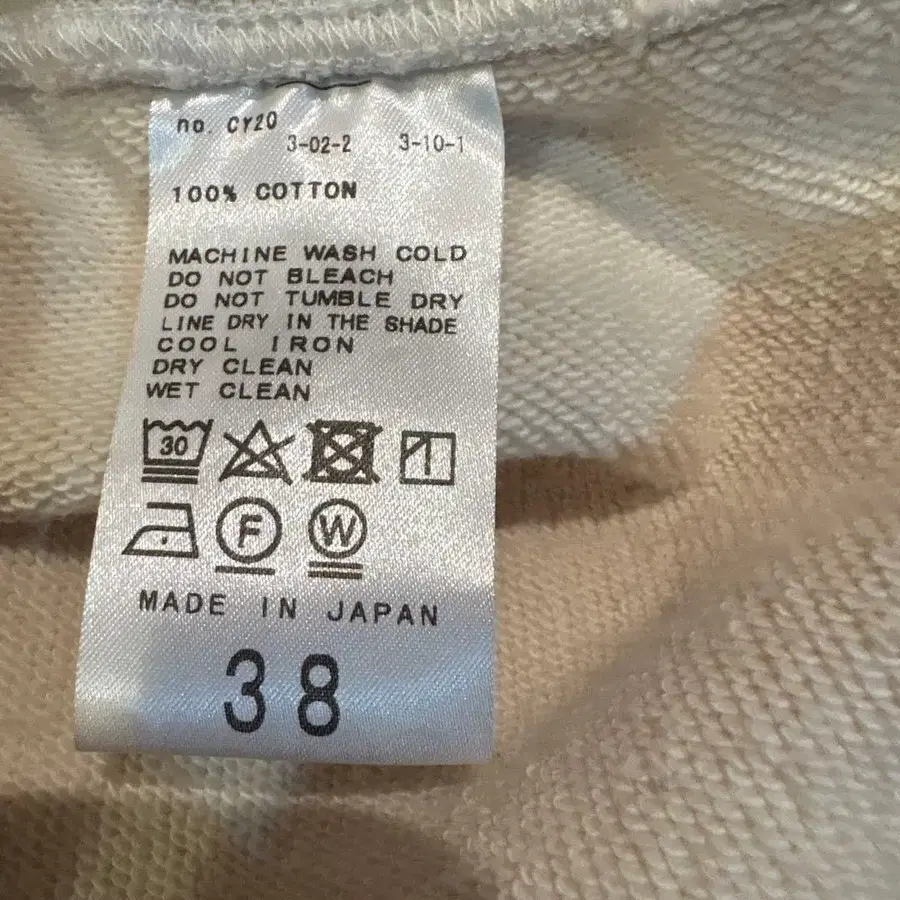 no. CY20
3-02-2 3-10-1
100% COTTON
MACHINE WASH COLD
DO NOT BLEACH
DO NOT TUMBLE DRY
LINE DRY IN THE SHADE
COOL IRON
DRY CLEAN
WET CLEAN
30
F W
MADE IN JAPAN
38